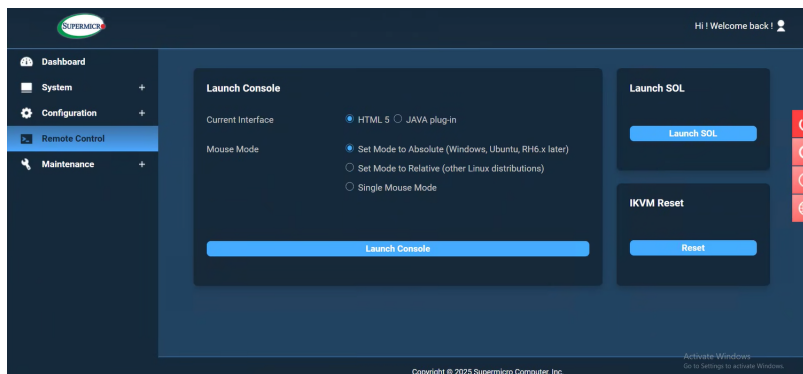 SUPERMICR
Hi ! Welcome back !
Dashboard
System +
Configuration +
Remote Control
Maintenance +
Launch Console
Current Interface HTML 5 JAVA plug-in
Mouse Mode Set Mode to Absolute (Windows, Ubuntu, RH6.x later)
Set Mode to Relative (other Linux distributions)
Single Mouse Mode
Launch Console
Launch SOL
Launch SOL
IKVM Reset
Reset
Activate Windows
Go to Settings to activate Windows.
Copyright © 2025 Supermicro Computer, Inc.